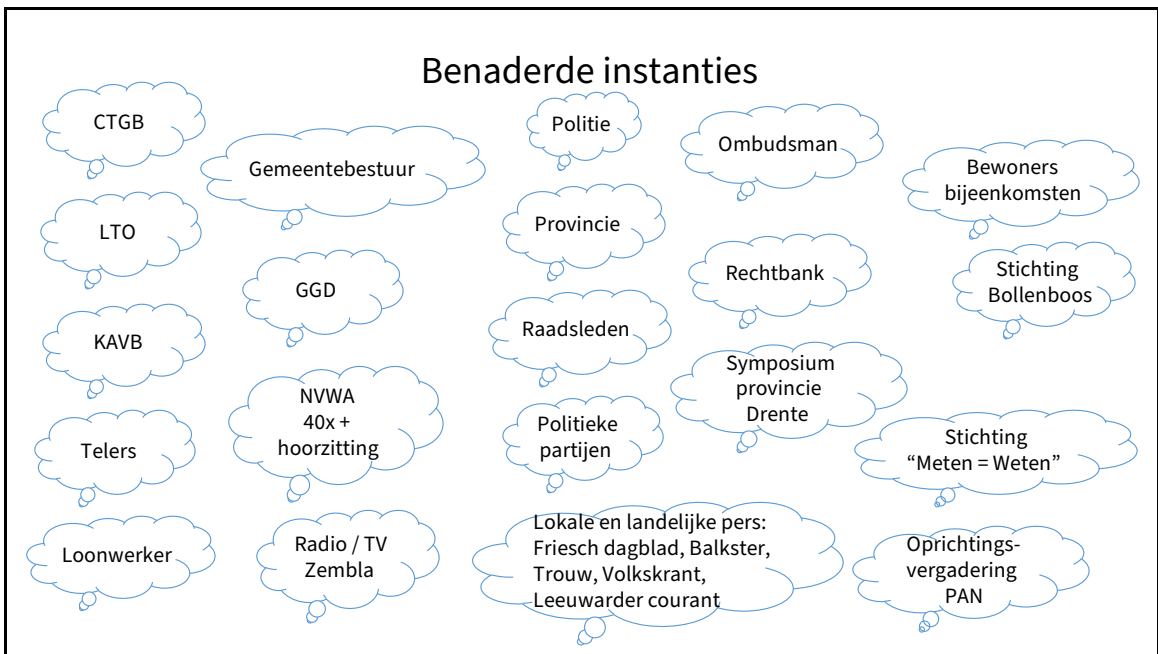 Benaderde instanties
CTGB
LTO
KAVB
Telers
Loonwerker
Gemeentebestuur
GGD
NVWA
40x +
hoorzitting
Radio / TV
Zembla
Politie
Provincie
Raadsleden
Politieke
partijen
Lokale en landelijke pers:
Friesch dagblad, Balkster,
Trouw, Volkskrant,
Leeuwarder courant
Ombudsman
Rechtbank
Symposium
provincie
Drente
Bewoners
bijeenkomsten
Stichting
Bollenboos
Stichting
“Meten = Weten”
Oprichtings-
vergadering
PAN